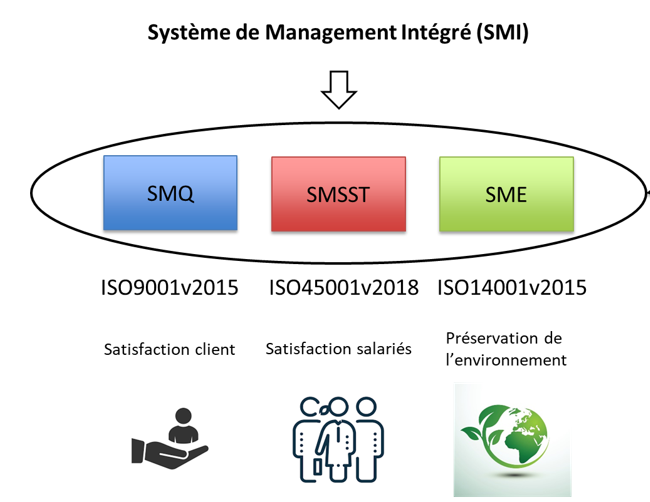 Système de Management Intégré (SMI)
SMQ
SMSST
SME
ISO9001v2015
ISO45001v2018
ISO14001v2015
Satisfaction client
Satisfaction salariés
Préservation de
l’environnement